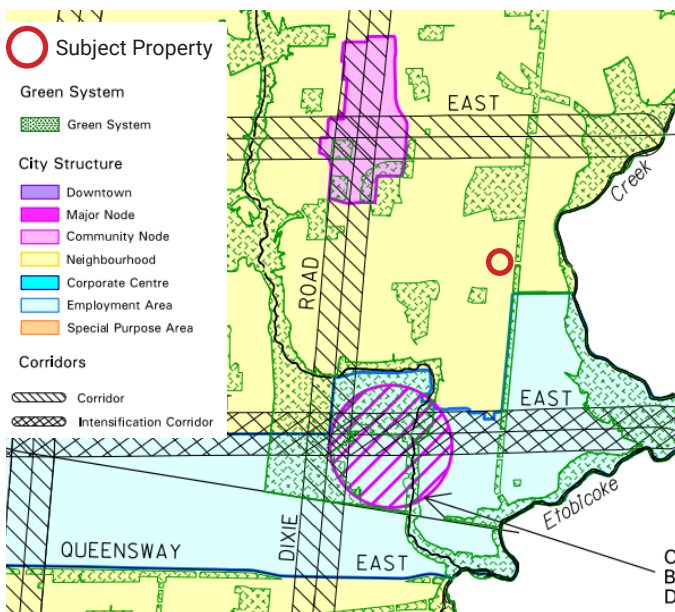 Subject Property
Green System
Green System
City Structure
Downtown
Major Node
Community Node
Neighbourhood
Corporate Centre
Employment Area
Special Purpose Area
Corridors
Corridor
Intensification Corridor
EAST
Creek
ROAD
EAST
Etobicoke
QUEENSWAY
DIXIE
EAST
C
B
D